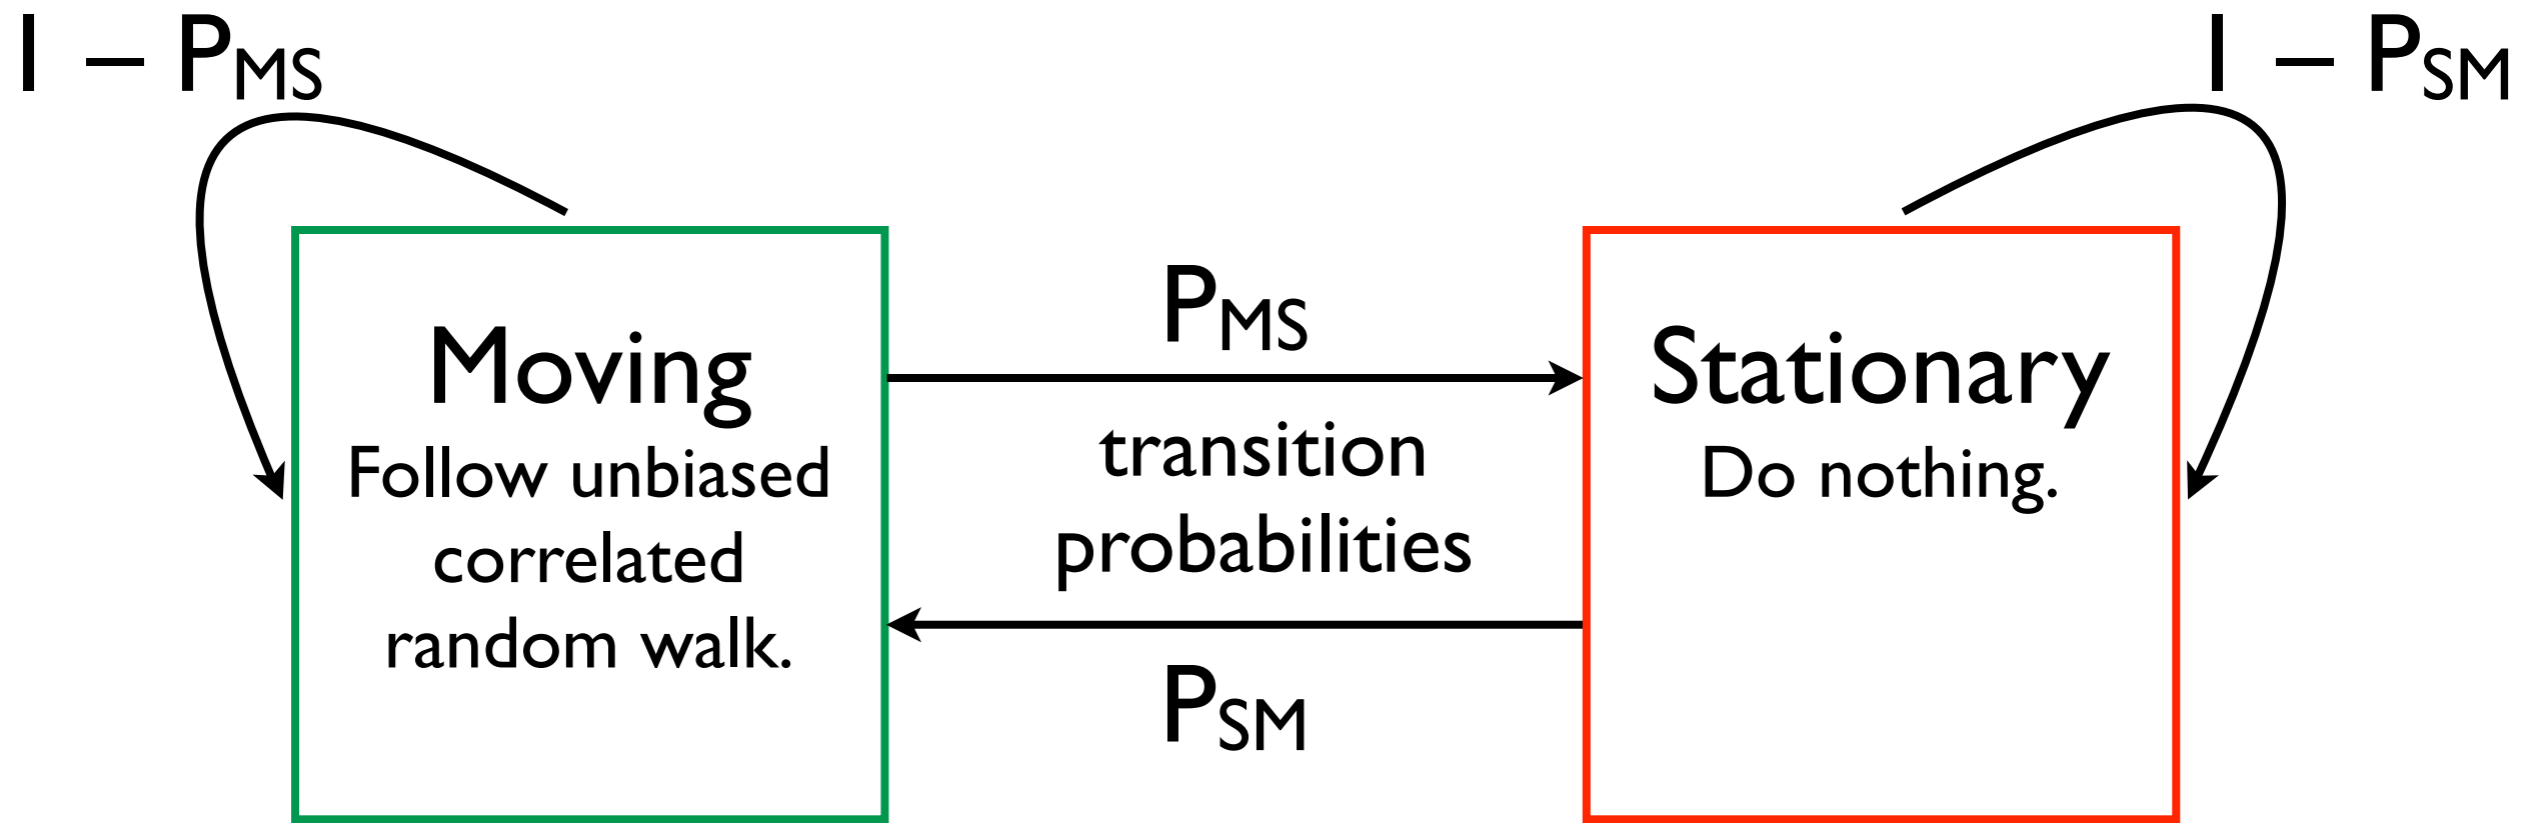 1 – PMS
1 – PSM
PMS
Moving
Follow unbiased
correlated
random walk.
transition
probabilities
PSM
Stationary
Do nothing.